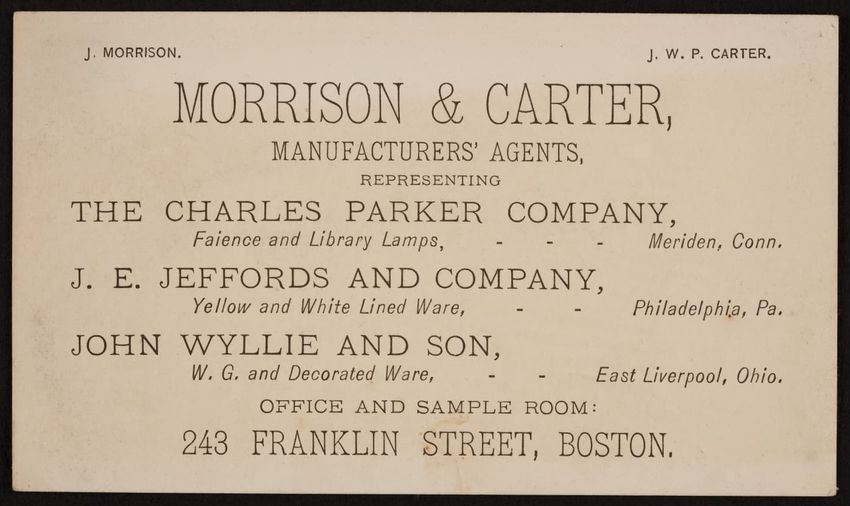 J. MORRISON. J. W. P. CARTER.
MORRISON & CARTER,
MANUFACTURERS' AGENTS,
REPRESENTING
THE CHARLES PARKER COMPANY,
Faience and Library Lamps, - - - Meriden, Conn.
J. E. JEFFORDS AND COMPANY,
Yellow and White Lined Ware, - - Philadelphia, Pa.
JOHN WYLLIE AND SON,
W. G. and Decorated Ware, - - East Liverpool, Ohio.
OFFICE AND SAMPLE ROOM:
243 FRANKLIN STREET, BOSTON.